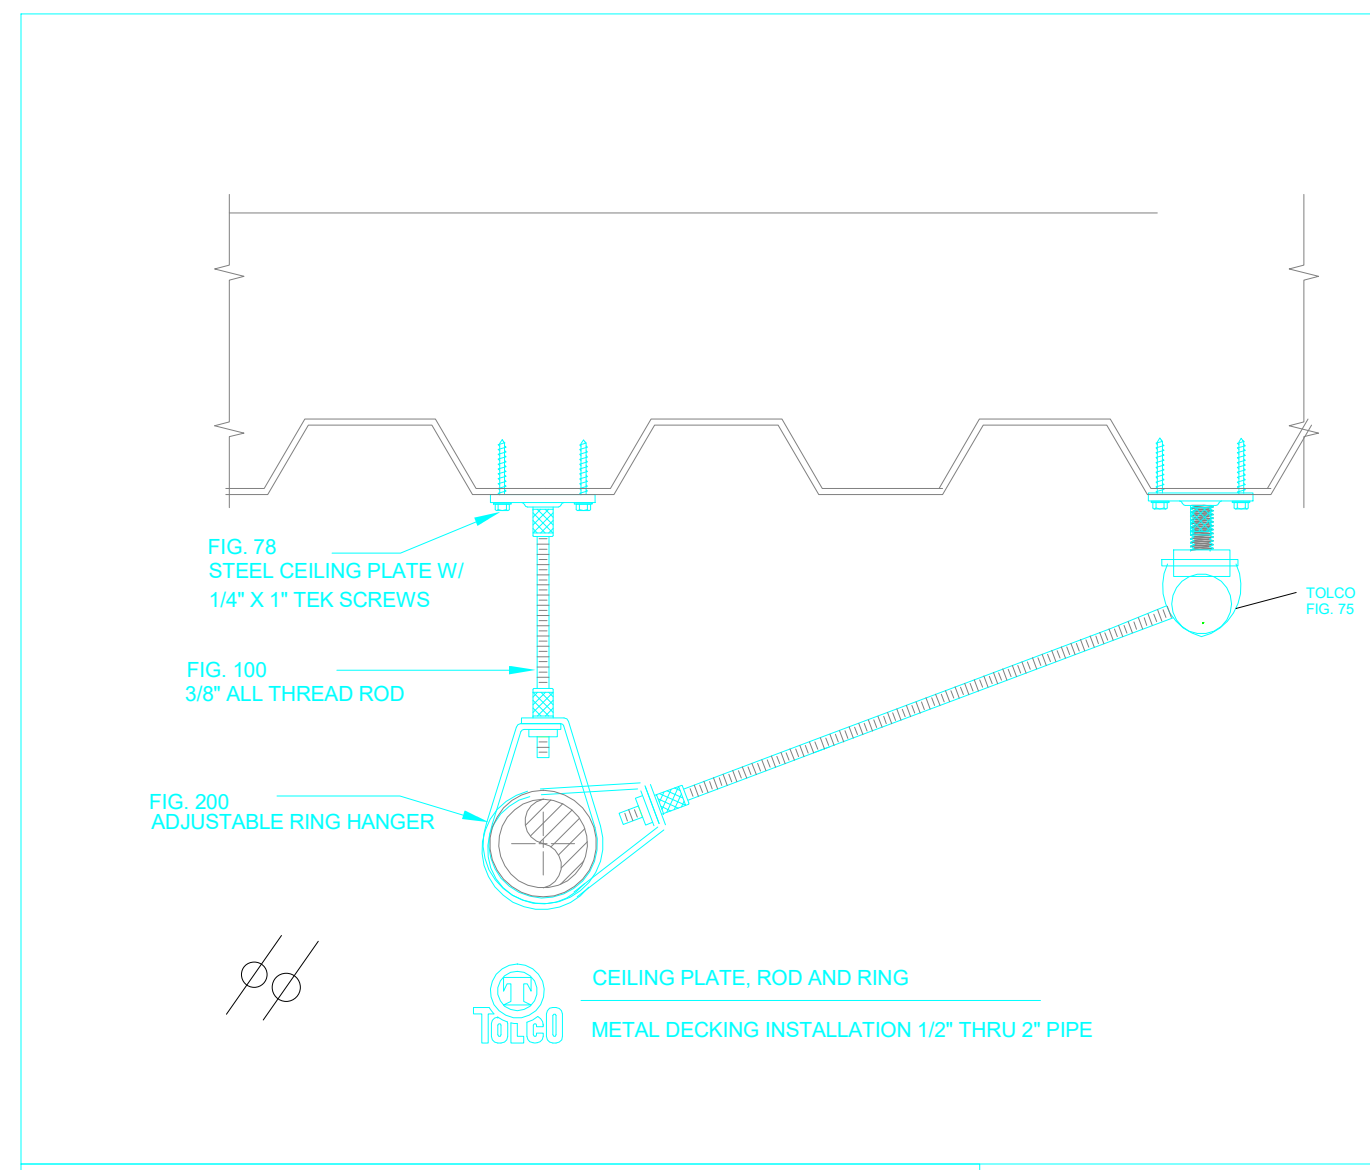 FIG. 78
STEEL CEILING PLATE W/
1/4" X 1" TEK SCREWS
TOLCO
FIG. 75
FIG. 100
3/8" ALL THREAD ROD
FIG. 200
ADJUSTABLE RING HANGER
T
TOLCO
CEILING PLATE, ROD AND RING
METAL DECKING INSTALLATION 1/2" THRU 2" PIPE